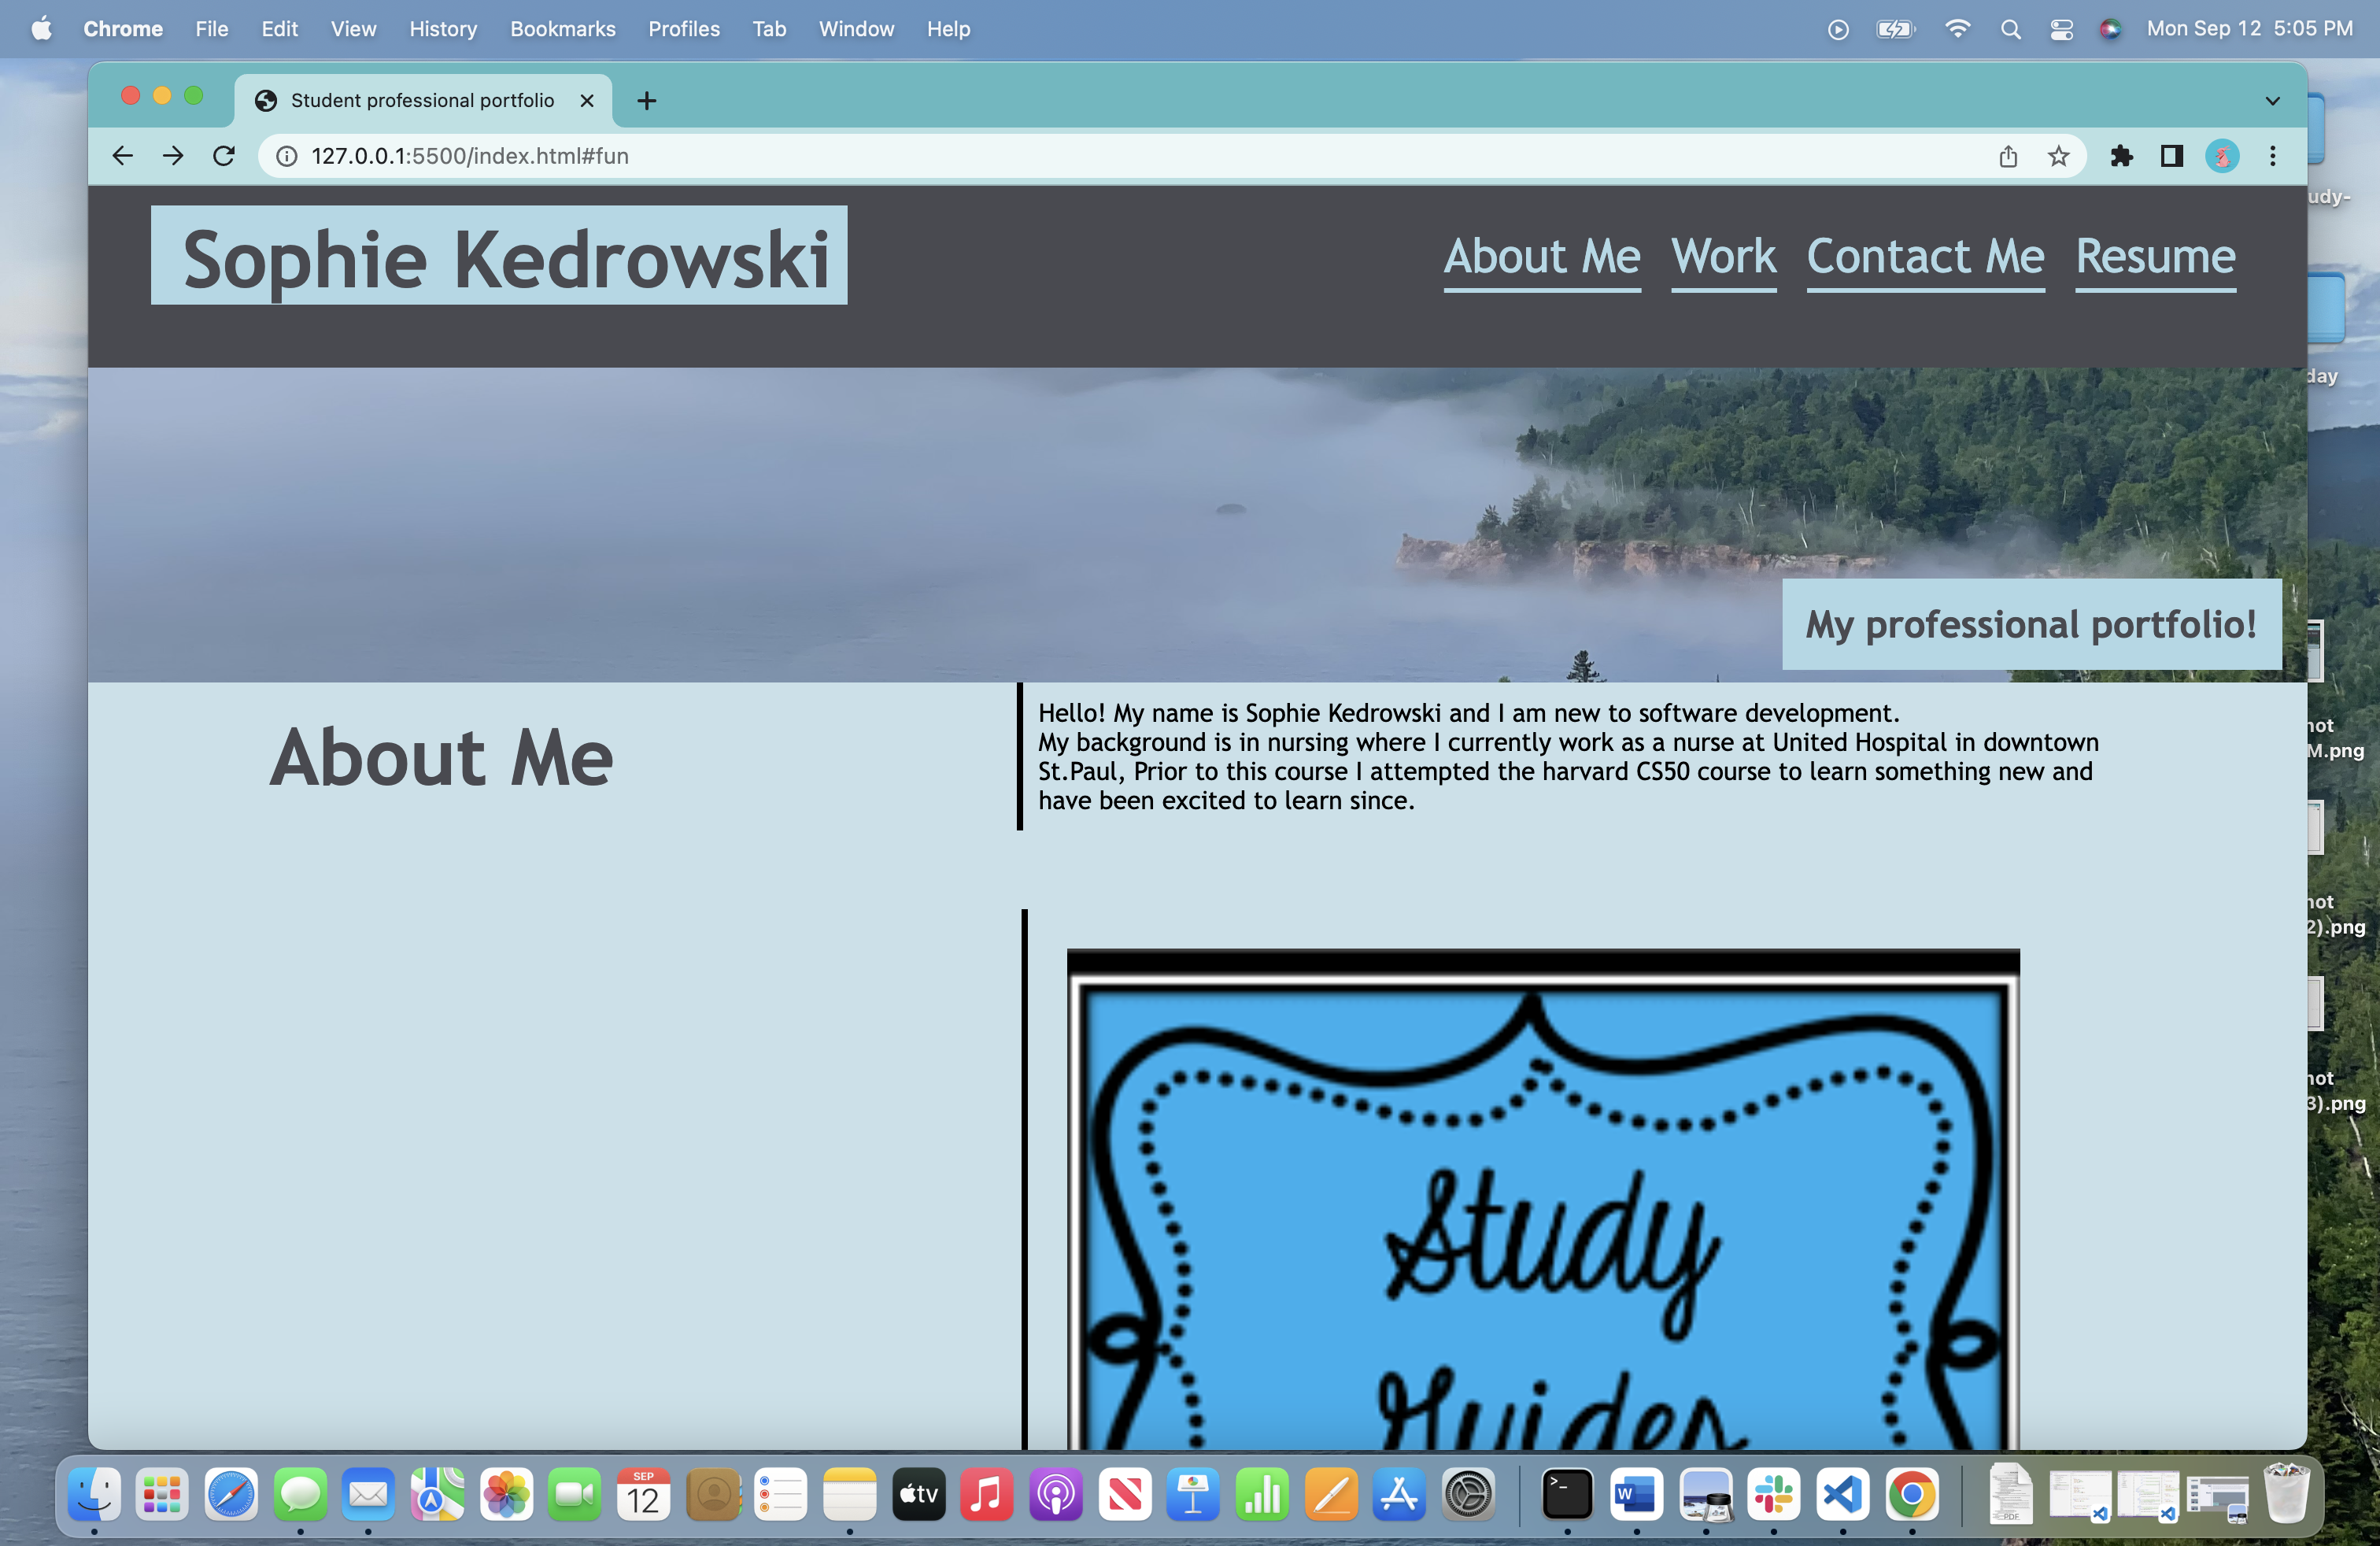 Chrome File Edit View History Bookmarks Profiles Tab Window Help Mon Sep 12 5:05 PM
Student professional portfolio
127.0.0.1:5500/index.html#fun
Sophie Kedrowski
About Me Work Contact Me Resume
My professional portfolio!
About Me
Hello! My name is Sophie Kedrowski and I am new to software development.
My background is in nursing where I currently work as a nurse at United Hospital in downtown
St.Paul, Prior to this course I attempted the harvard CS50 course to learn something new and
have been excited to learn since.
Study
Guides
udy-
day
not
M.png
not
2).png
not
3).png
SEP
12
tv
W
PDF